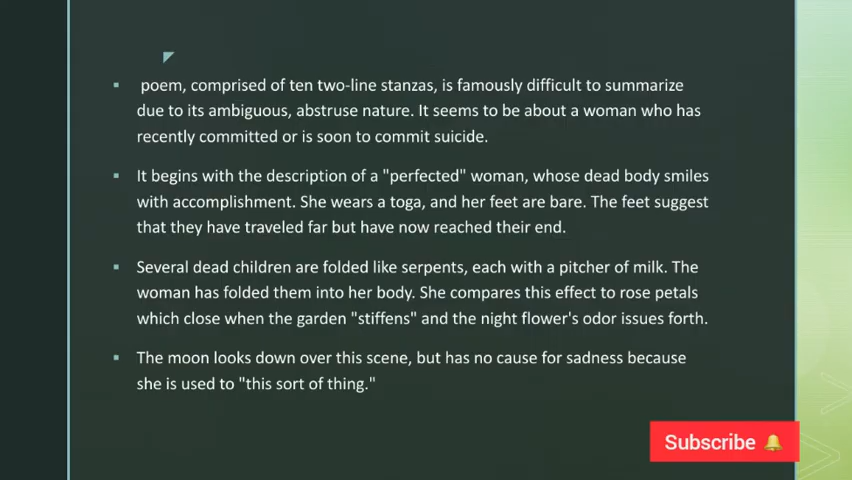 poem, comprised of ten two-line stanzas, is famously difficult to summarize
due to its ambiguous, abstruse nature. It seems to be about a woman who has
recently committed or is soon to commit suicide.
It begins with the description of a "perfected" woman, whose dead body smiles
with accomplishment. She wears a toga, and her feet are bare. The feet suggest
that they have traveled far but have now reached their end.
Several dead children are folded like serpents, each with a pitcher of milk. The
woman has folded them into her body. She compares this effect to rose petals
which close when the garden "stiffens" and the night flower's odor issues forth.
The moon looks down over this scene, but has no cause for sadness because
she is used to "this sort of thing."
Subscribe